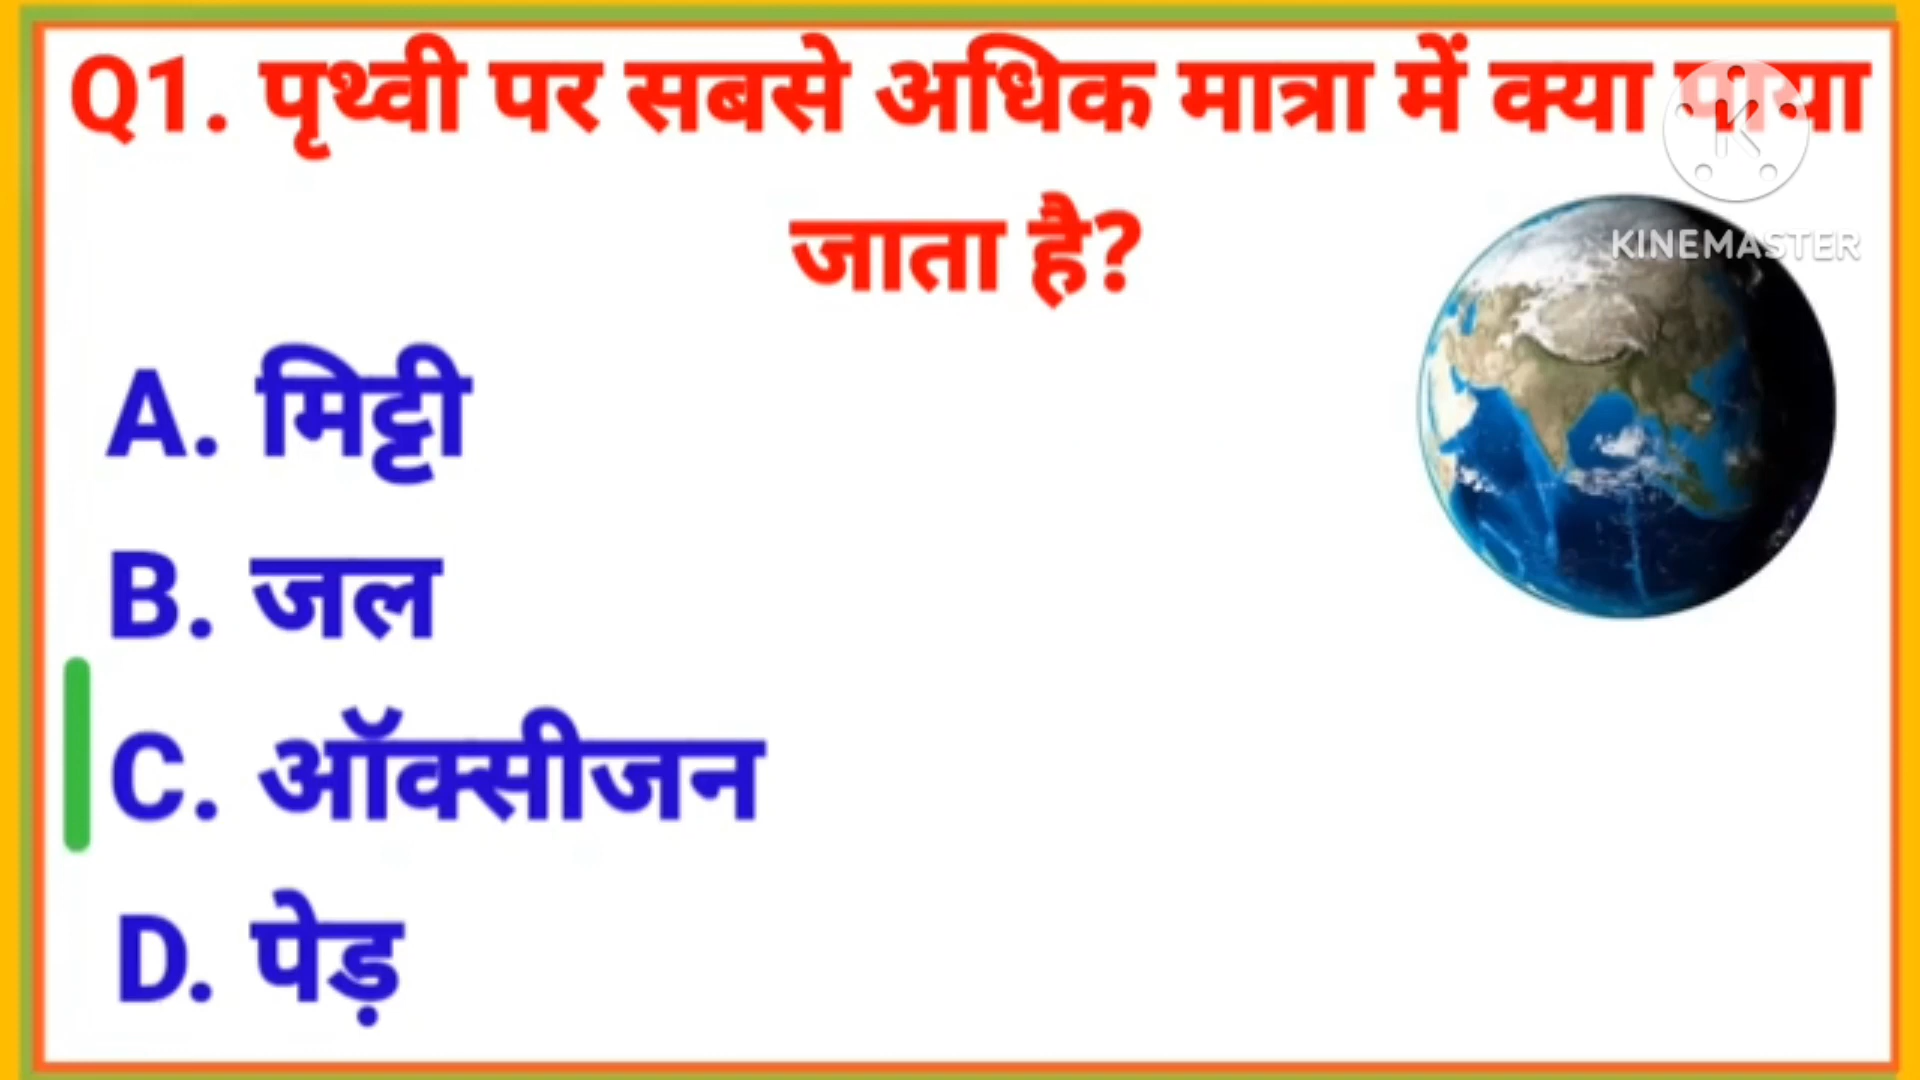 Q1. पृथ्वी पर सबसे अधिक मात्रा में क्या पाया
जाता है?
KINEMASTER
A. मिट्टी
B. जल
C. ऑक्सीजन
D. पेड़